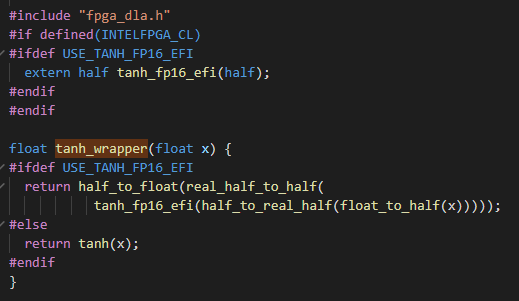 #include "fpga_dla.h"
#if defined(INTELFPGA_CL)
#ifdef USE_TANH_FP16_EFI
  extern half tanh_fp16_efi(half);
#endif
#endif

float tanh_wrapper(float x) {
#ifdef USE_TANH_FP16_EFI
  return half_to_float(real_half_to_half(
          tanh_fp16_efi(half_to_real_half(float_to_half(x)))));
#else
  return tanh(x);
#endif
}